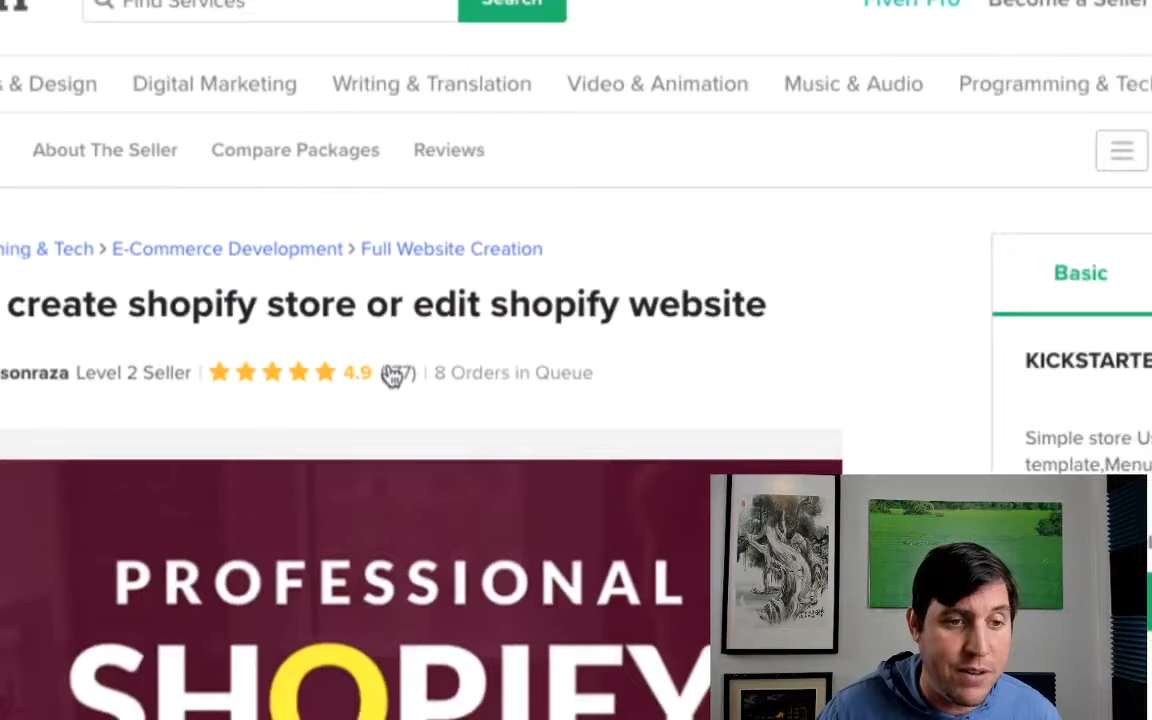 Find Services
Search
Fiverr Pro
Become a Seller
& Design
Digital Marketing
Writing & Translation
Video & Animation
Music & Audio
Programming & Tec
About The Seller
Compare Packages
Reviews
ing & Tech > E-Commerce Development > Full Website Creation
create shopify store or edit shopify website
Basic
sonraza Level 2 Seller | 4.9 | 8 Orders in Queue
KICKSTARTE
Simple store U
template,Menu
PROFESSIONAL
SHOPIFY